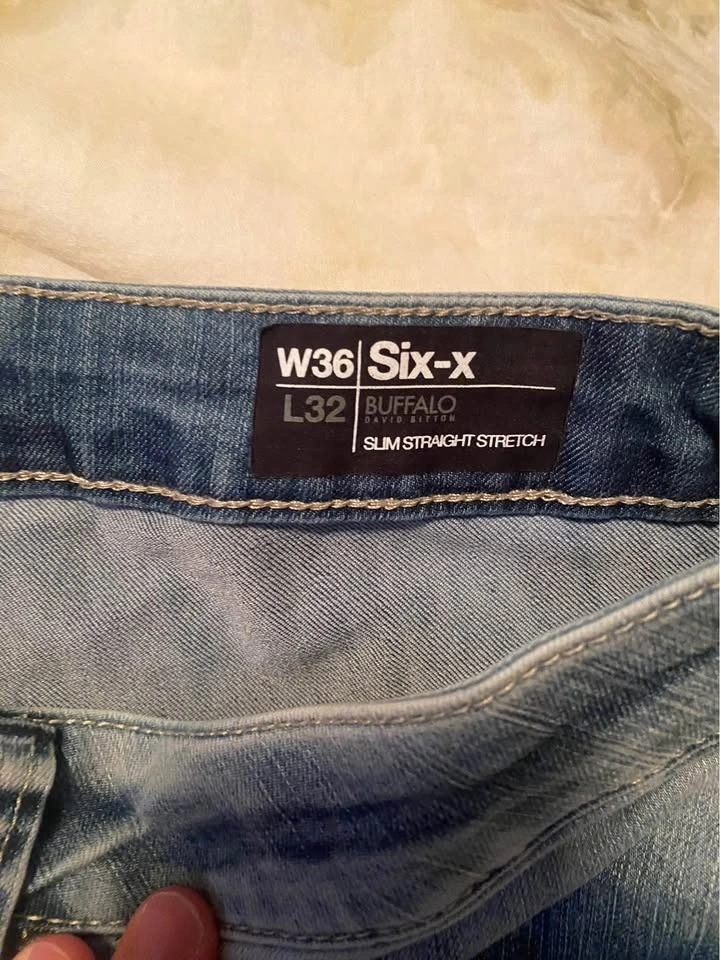 W36 Six-x
L32 BUFFALO
DAVID BITTON
SLIM STRAIGHT STRETCH